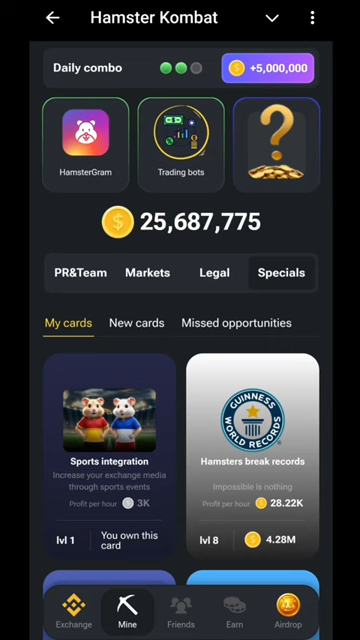 Hamster Kombat
Daily combo
+5,000,000
HamsterGram
Trading bots
25,687,775
PR&Team
Markets
Legal
Specials
My cards
New cards
Missed opportunities
Sports integration
Increase your exchange media
through sports events
Profit per hour 3K
lvl 1
You own this
card
GUINNESS
WORLD RECORDS
Hamsters break records
Impossible is nothing
Profit per hour 28.22K
lvl 8
4.28M
Exchange
Mine
Friends
Earn
Airdrop